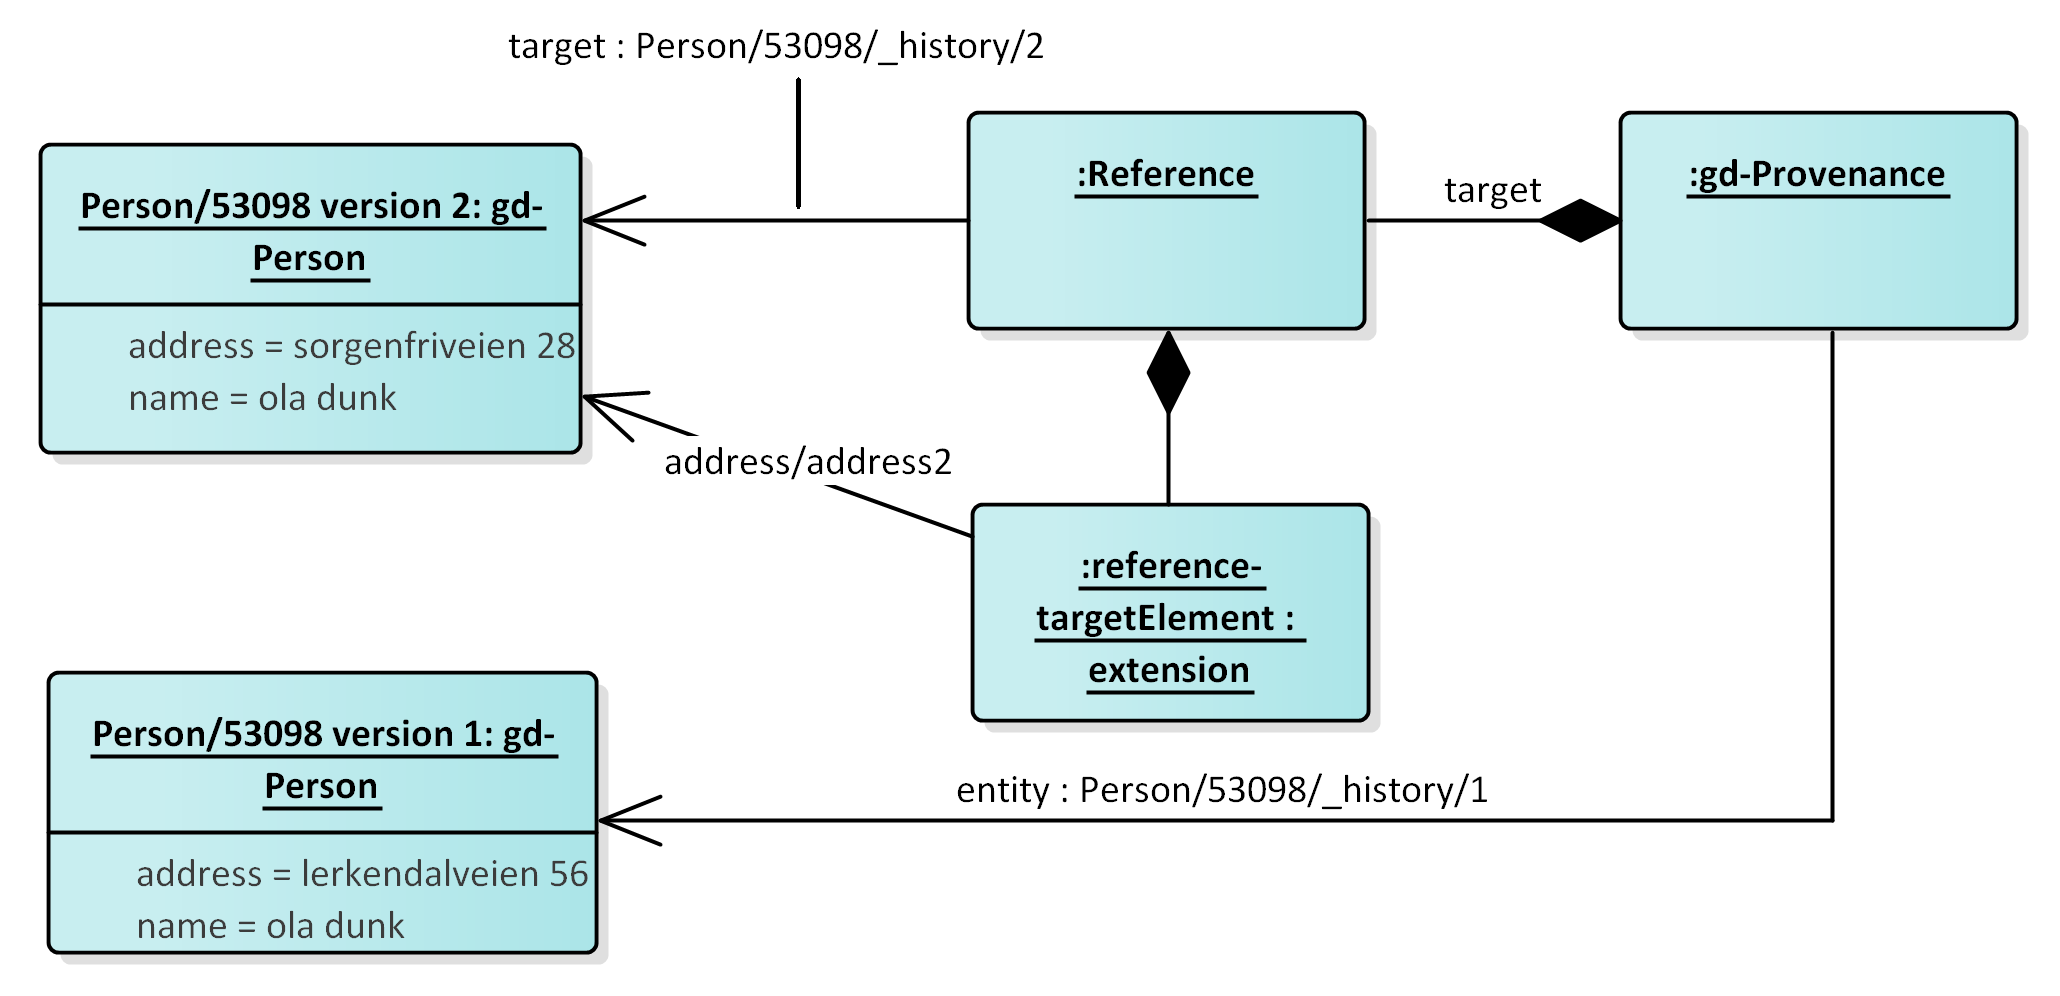 target : Person/53098/_history/2
:Reference
target
:gd-Provenance
Person/53098 version 2: gd-
Person
address = sorgenfriveien 28
name = ola dunk
address/address2
:reference-
targetElement :
extension
Person/53098 version 1: gd-
Person
address = lerkendalveien 56
name = ola dunk
entity : Person/53098/_history/1